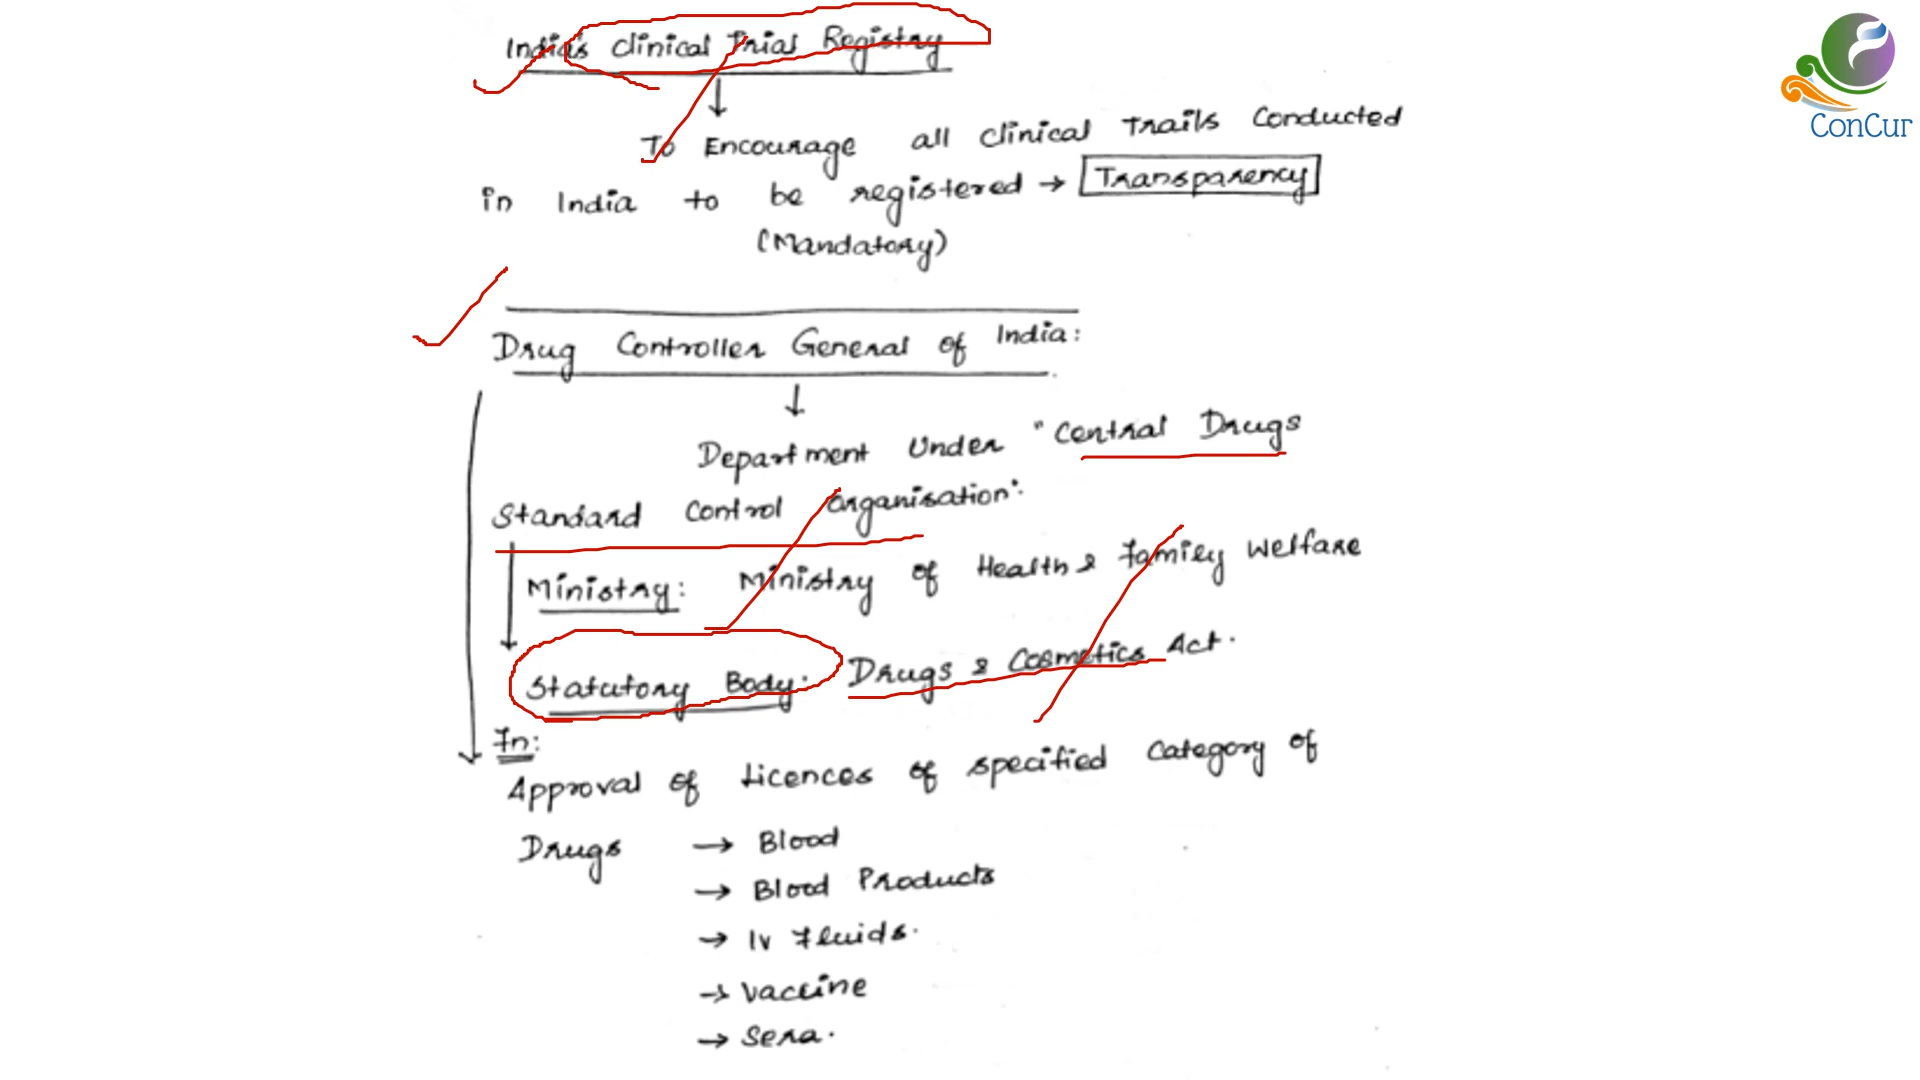 India's Clinical Trial Registry
To Encourage all clinical Trails Conducted
in India to be registered → Transparency
(Mandatory)
Drug Controller General of India:
Department Under "Central Drugs
Standard Control Organisation".
Ministry: Ministry of Health & Family Welfare
Statutory Body: Drugs & Cosmetics Act.
Fn:
Approval of Licences of specified category of
Drugs → Blood
→ Blood Products
→ IV Fluids.
→ Vaccine
→ Sera.
ConCur